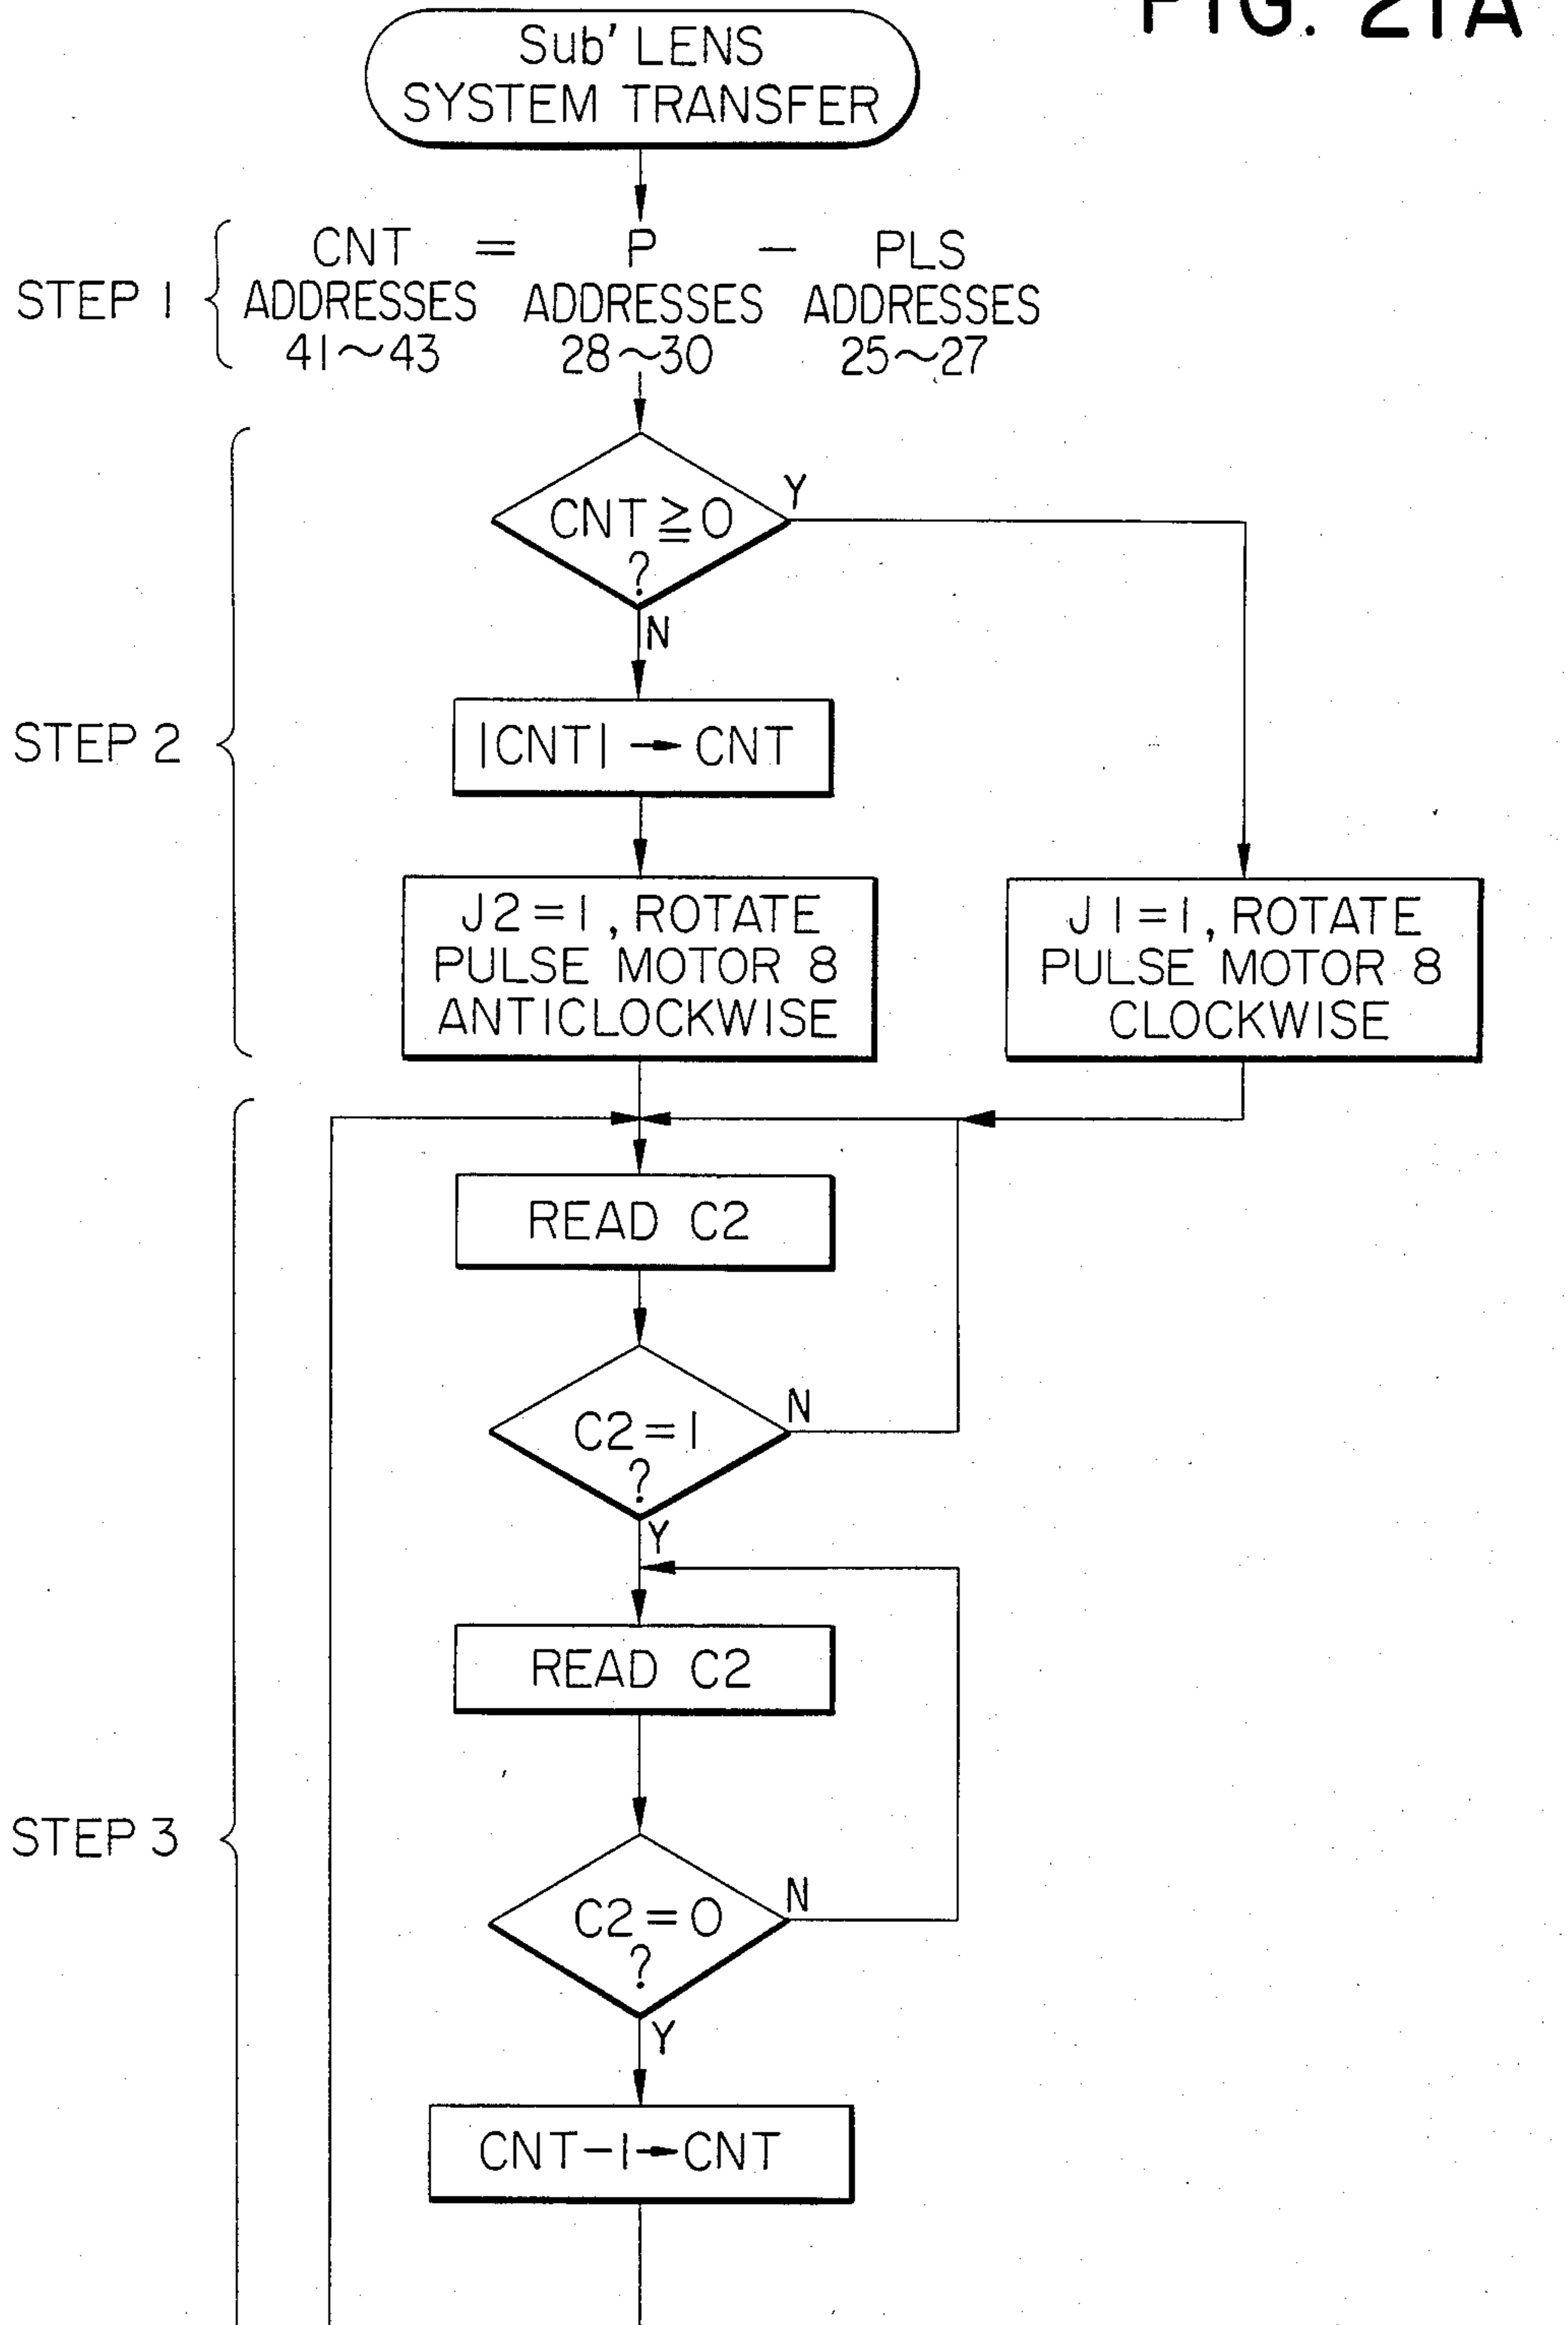 FIG. 21A
Sub' LENS
SYSTEM TRANSFER
STEP 1
CNT = P - PLS
ADDRESSES ADDRESSES ADDRESSES
41~43 28~30 25~27
STEP 2
CNT ≧ 0
?
Y
N
|CNT| → CNT
J2=1, ROTATE
PULSE MOTOR 8
ANTICLOCKWISE
J1=1, ROTATE
PULSE MOTOR 8
CLOCKWISE
STEP 3
READ C2
C2=1
?
N
Y
READ C2
C2=0
?
N
Y
CNT-1→CNT